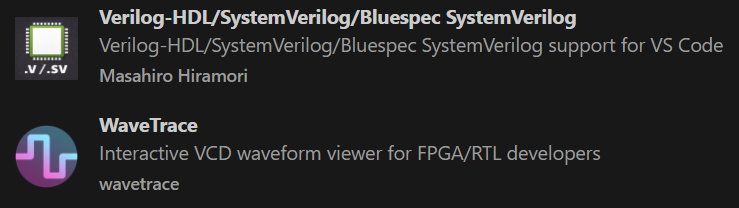 Verilog-HDL/SystemVerilog/Bluespec SystemVerilog
Verilog-HDL/SystemVerilog/Bluespec SystemVerilog support for VS Code
.v /.sv
Masahiro Hiramori
WaveTrace
Interactive VCD waveform viewer for FPGA/RTL developers
wavetrace